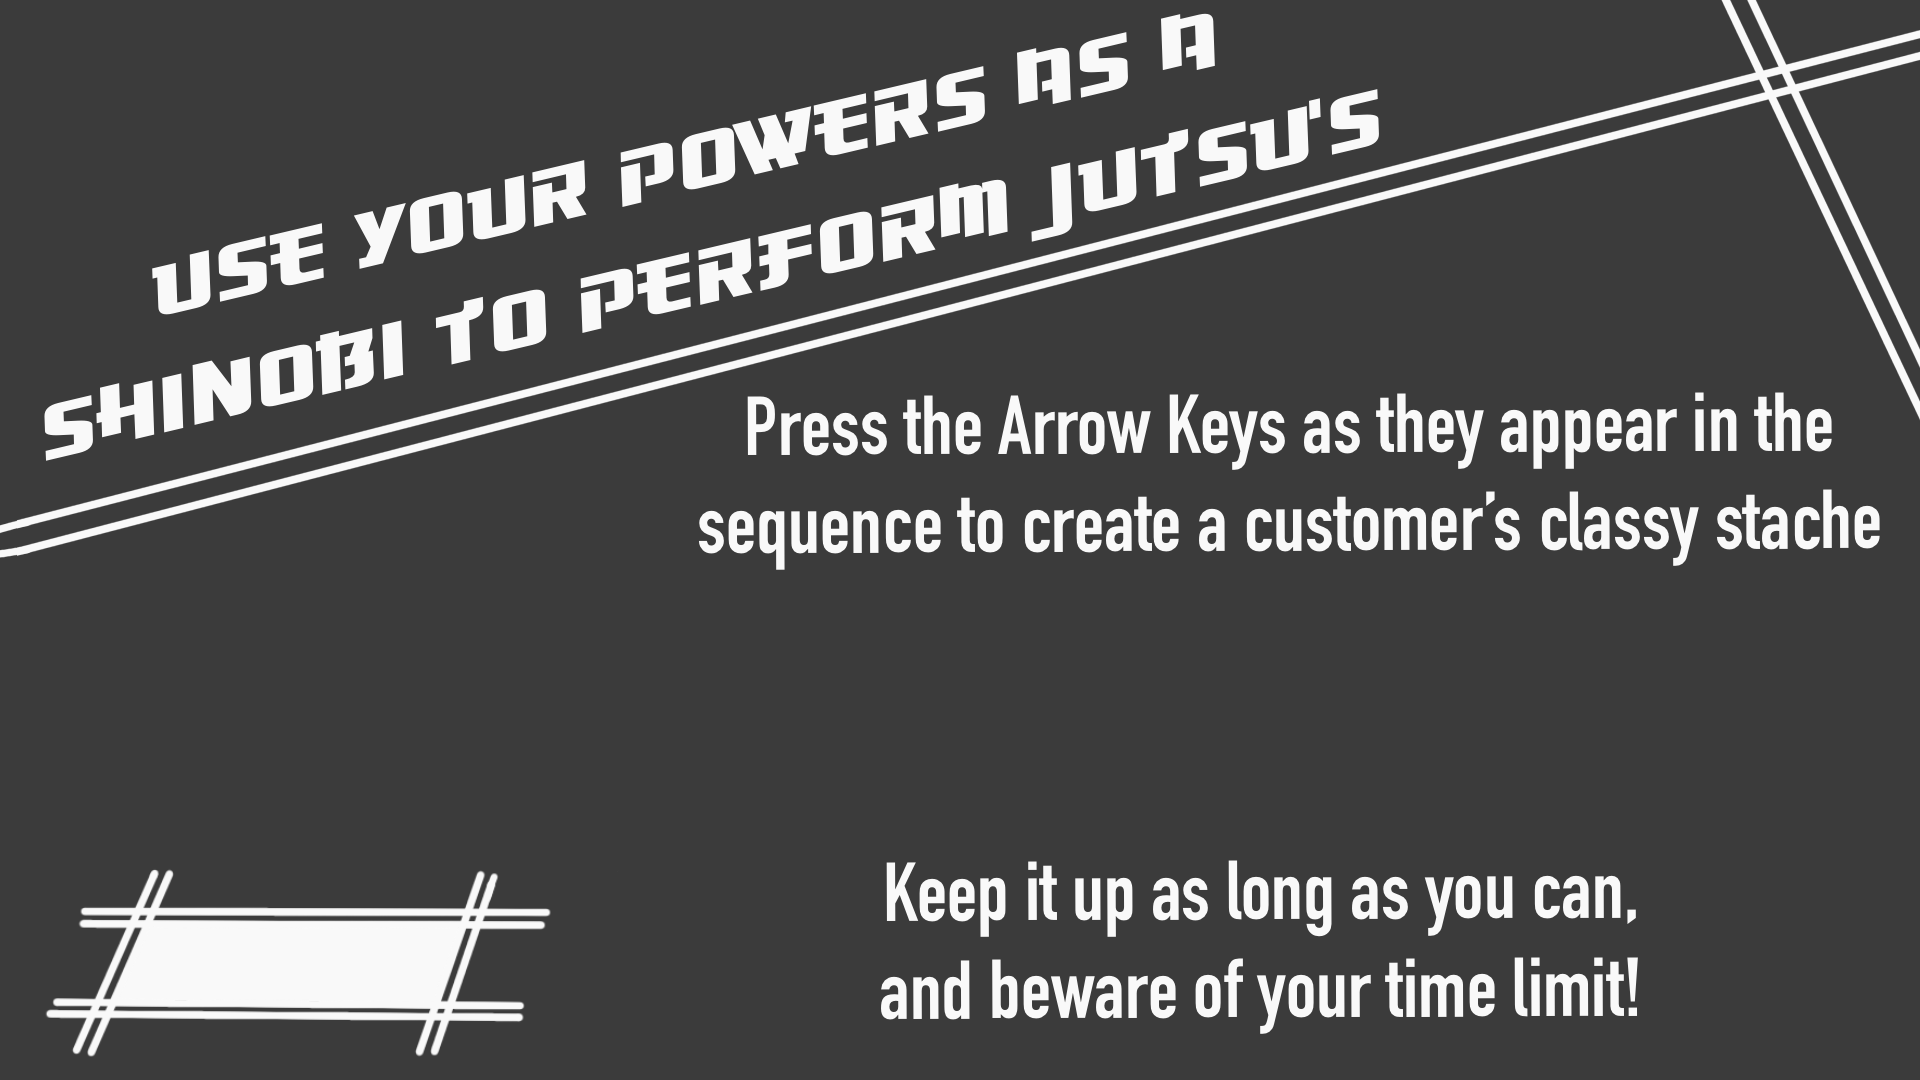 USE YOUR POWERS AS A
SHINOBI TO PERFORM JUTSU'S
Press the Arrow Keys as they appear in the
sequence to create a customer’s classy stache
Keep it up as long as you can,
and beware of your time limit!